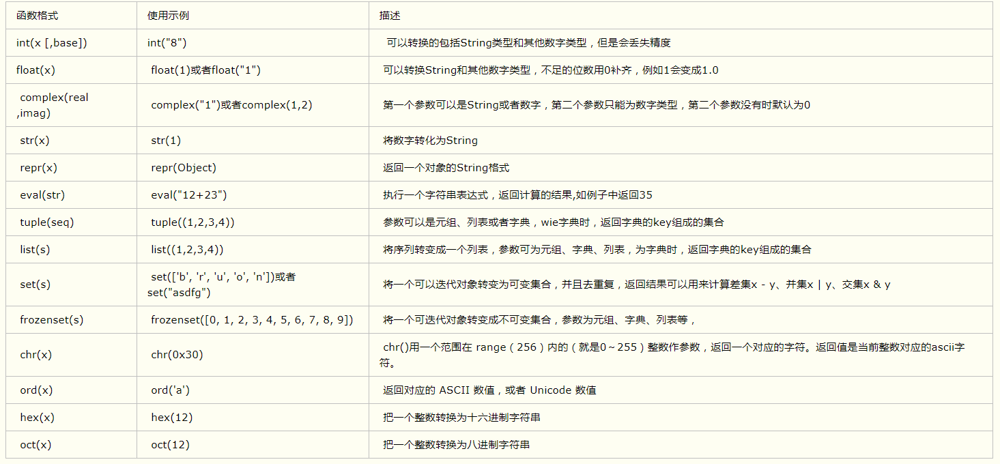 函数格式 使用示例 描述
int(x [,base]) int("8") 可以转换的包括String类型和其他数字类型，但是会丢失精度
float(x) float(1)或者float("1") 可以转换String和其他数字类型，不足的位数用0补齐，例如1会变成1.0
complex(real
,imag) complex("1")或者complex(1,2) 第一个参数可以是String或者数字，第二个参数只能为数字类型，第二个参数没有时默认为0
str(x) str(1) 将数字转化为String
repr(x) repr(Object) 返回一个对象的String格式
eval(str) eval("12+23") 执行一个字符串表达式，返回计算的结果,如例子中返回35
tuple(seq) tuple((1,2,3,4)) 参数可以是元组、列表或者字典，wie字典时，返回字典的key组成的集合
list(s) list((1,2,3,4)) 将序列转变成一个列表，参数可为元组、字典、列表，为字典时，返回字典的key组成的集合
set(s) set(['b', 'r', 'u', 'o', 'n'])或者
set("asdfg") 将一个可以迭代对象转变为可变集合，并且去重复，返回结果可以用来计算差集x - y、并集x | y、交集x & y
frozenset(s) frozenset([0, 1, 2, 3, 4, 5, 6, 7, 8, 9]) 将一个可迭代对象转变成不可变集合，参数为元组、字典、列表等，
chr(x) chr(0x30) chr()用一个范围在 range（256）内的（就是0～255）整数作参数，返回一个对应的字符。返回值是当前整数对应的ascii字
符。
ord(x) ord('a') 返回对应的 ASCII 数值，或者 Unicode 数值
hex(x) hex(12) 把一个整数转换为十六进制字符串
oct(x) oct(12) 把一个整数转换为八进制字符串